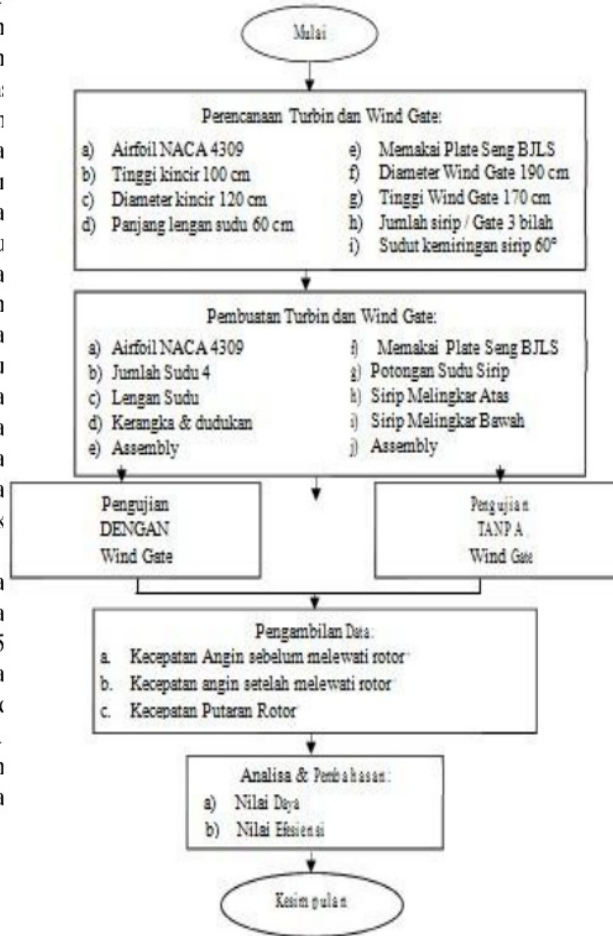 Mulai
Perencanaan Turbin dan Wind Gate:
a) Airfoil NACA 4309
b) Tinggi kincir 100 cm
c) Diameter kincir 120 cm
d) Panjang lengan sudu 60 cm
e) Memakai Plate Seng BJLS
f) Diameter Wind Gate 190 cm
g) Tinggi Wind Gate 170 cm
h) Jumlah sirip / Gate 3 bilah
i) Sudut kemiringan sirip 60°
Pembuatan Turbin dan Wind Gate:
a) Airfoil NACA 4309
b) Jumlah Sudu 4
c) Lengan Sudu
d) Kerangka & dudukan
e) Assembly
f) Memakai Plate Seng BJLS
g) Potongan Sudu Sirip
h) Sirip Melingkar Atas
i) Sirip Melingkar Bawah
j) Assembly
Pengujian
DENGAN
Wind Gate
Pengujian
TANPA
Wind Gate
Pengambilan Data:
a. Kecepatan Angin sebelum melewati rotor
b. Kecepatan angin setelah melewati rotor
c. Kecepatan Putaran Rotor
Analisa & Pembahasan:
a) Nilai Daya
b) Nilai Efesiensi
Kesimpulan